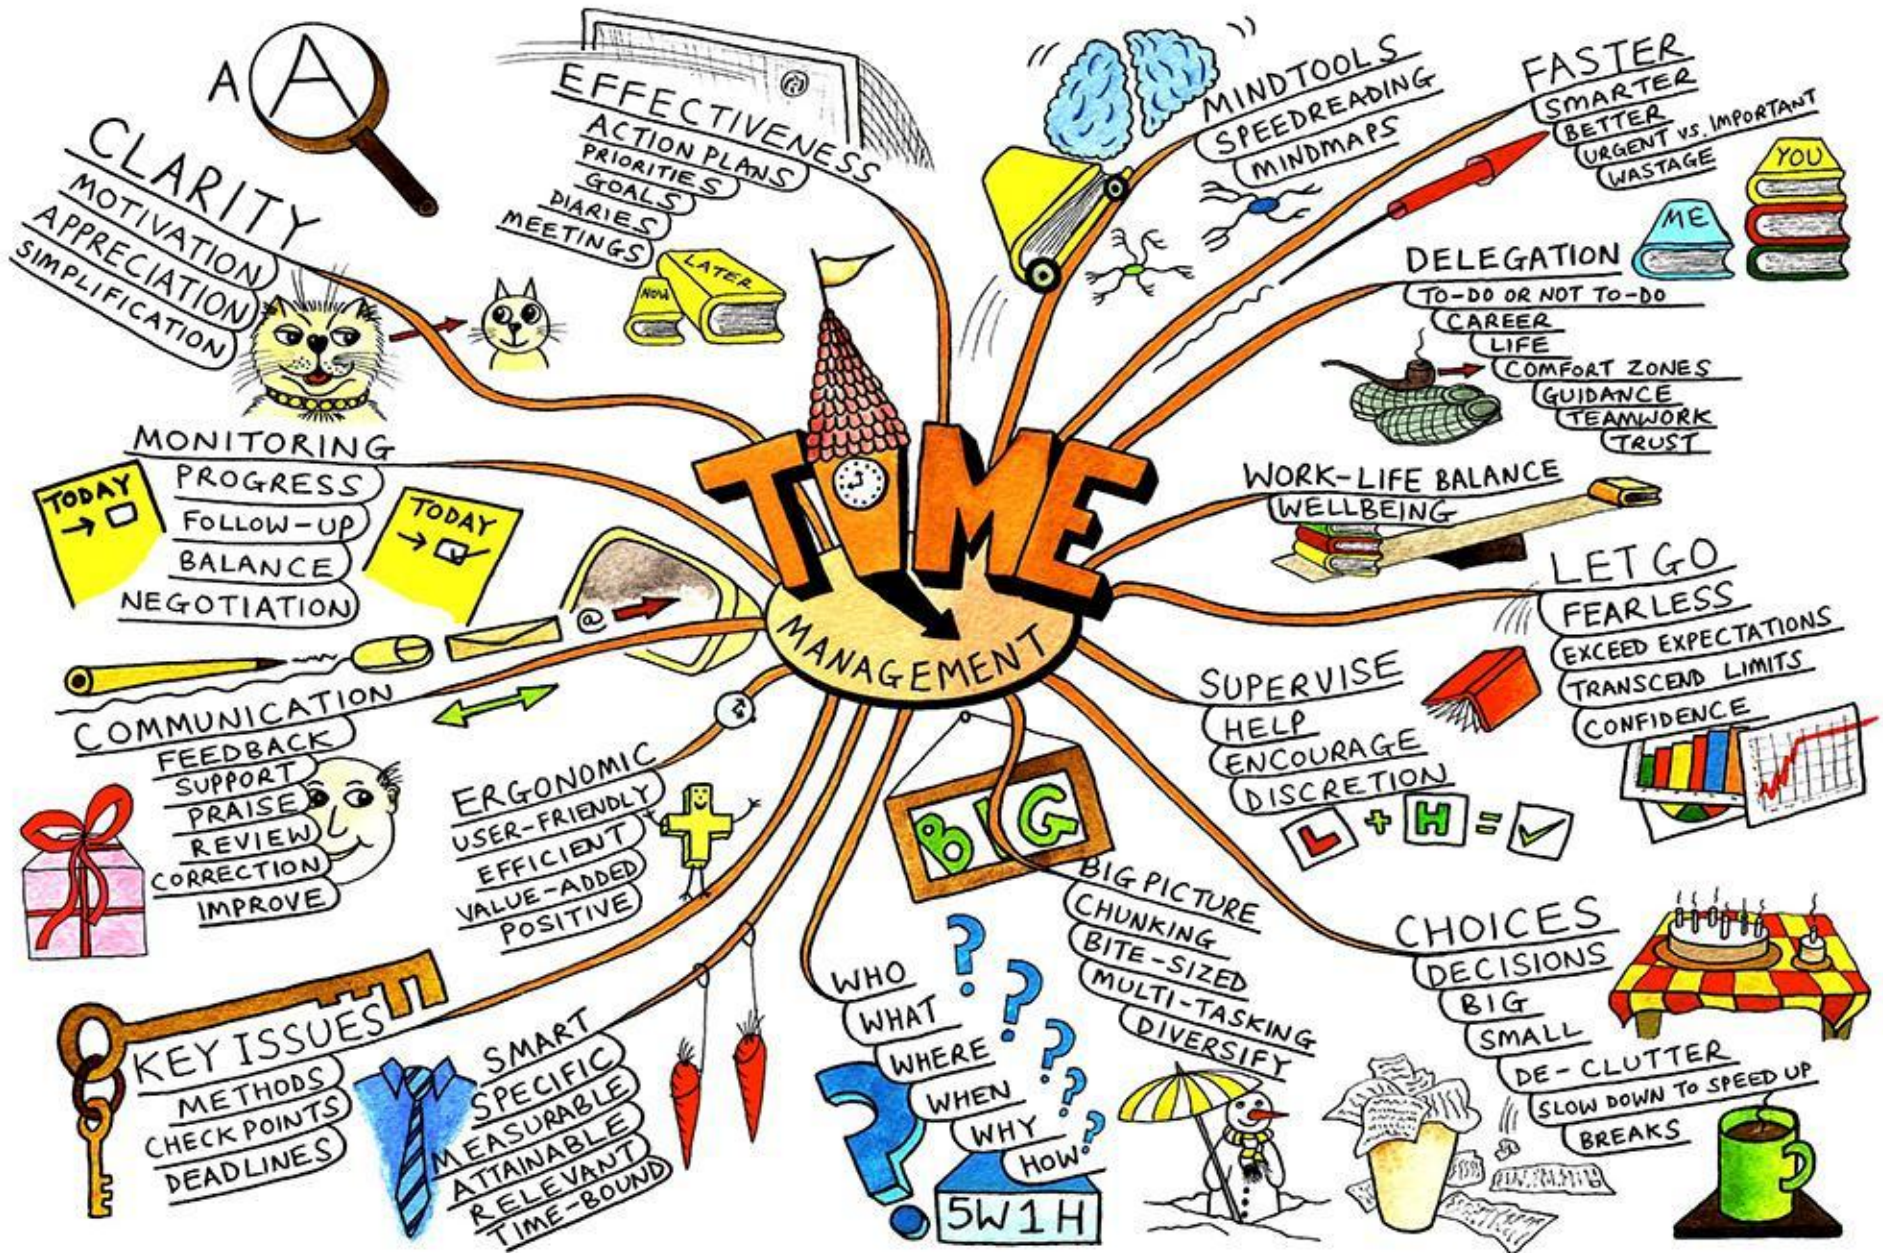 TIME
MANAGEMENT
A A
CLARITY
MOTIVATION
APPRECIATION
SIMPLIFICATION
EFFECTIVENESS
ACTION PLANS
PRIORITIES
GOALS
DIARIES
MEETINGS
NOW
LATER
MINDTOOLS
SPEEDREADING
MINDMAPS
FASTER
SMARTER
BETTER
URGENT VS. IMPORTANT
WASTAGE
YOU
ME
DELEGATION
TO-DO OR NOT TO-DO
CAREER
LIFE
COMFORT ZONES
GUIDANCE
TEAMWORK
TRUST
WORK-LIFE BALANCE
WELLBEING
LET GO
FEARLESS
EXCEED EXPECTATIONS
TRANSCEND LIMITS
CONFIDENCE
SUPERVISE
HELP
ENCOURAGE
DISCRETION
L + H =
CHOICES
DECISIONS
BIG
SMALL
DE-CLUTTER
SLOW DOWN TO SPEED UP
BREAKS
BIG
BIG PICTURE
CHUNKING
BITE-SIZED
MULTI-TASKING
DIVERSIFY
WHO
WHAT
WHERE
WHEN
WHY
HOW
? ? ? ? ? ? ?
5W1H
SMART
SPECIFIC
MEASURABLE
ATTAINABLE
RELEVANT
TIME-BOUND
KEY ISSUES
METHODS
CHECK POINTS
DEADLINES
ERGONOMIC
USER-FRIENDLY
EFFICIENT
VALUE-ADDED
POSITIVE
@
COMMUNICATION
FEEDBACK
SUPPORT
PRAISE
REVIEW
CORRECTION
IMPROVE
MONITORING
PROGRESS
FOLLOW-UP
BALANCE
NEGOTIATION
TODAY
TODAY